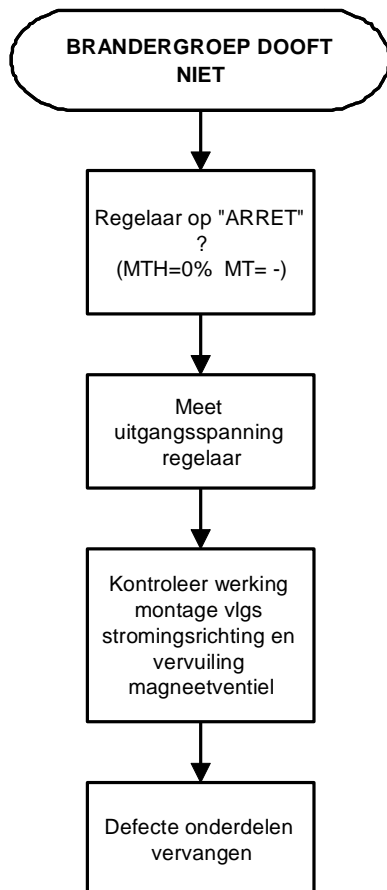 BRANDERGROEP DOOFT
NIET
Regelaar op "ARRET"
?
(MTH=0%  MT= -)
Meet
uitgangsspanning
regelaar
Kontroleer werking
montage vlgs
stromingsrichting en
vervuiling
magneetventiel
Defecte onderdelen
vervangen